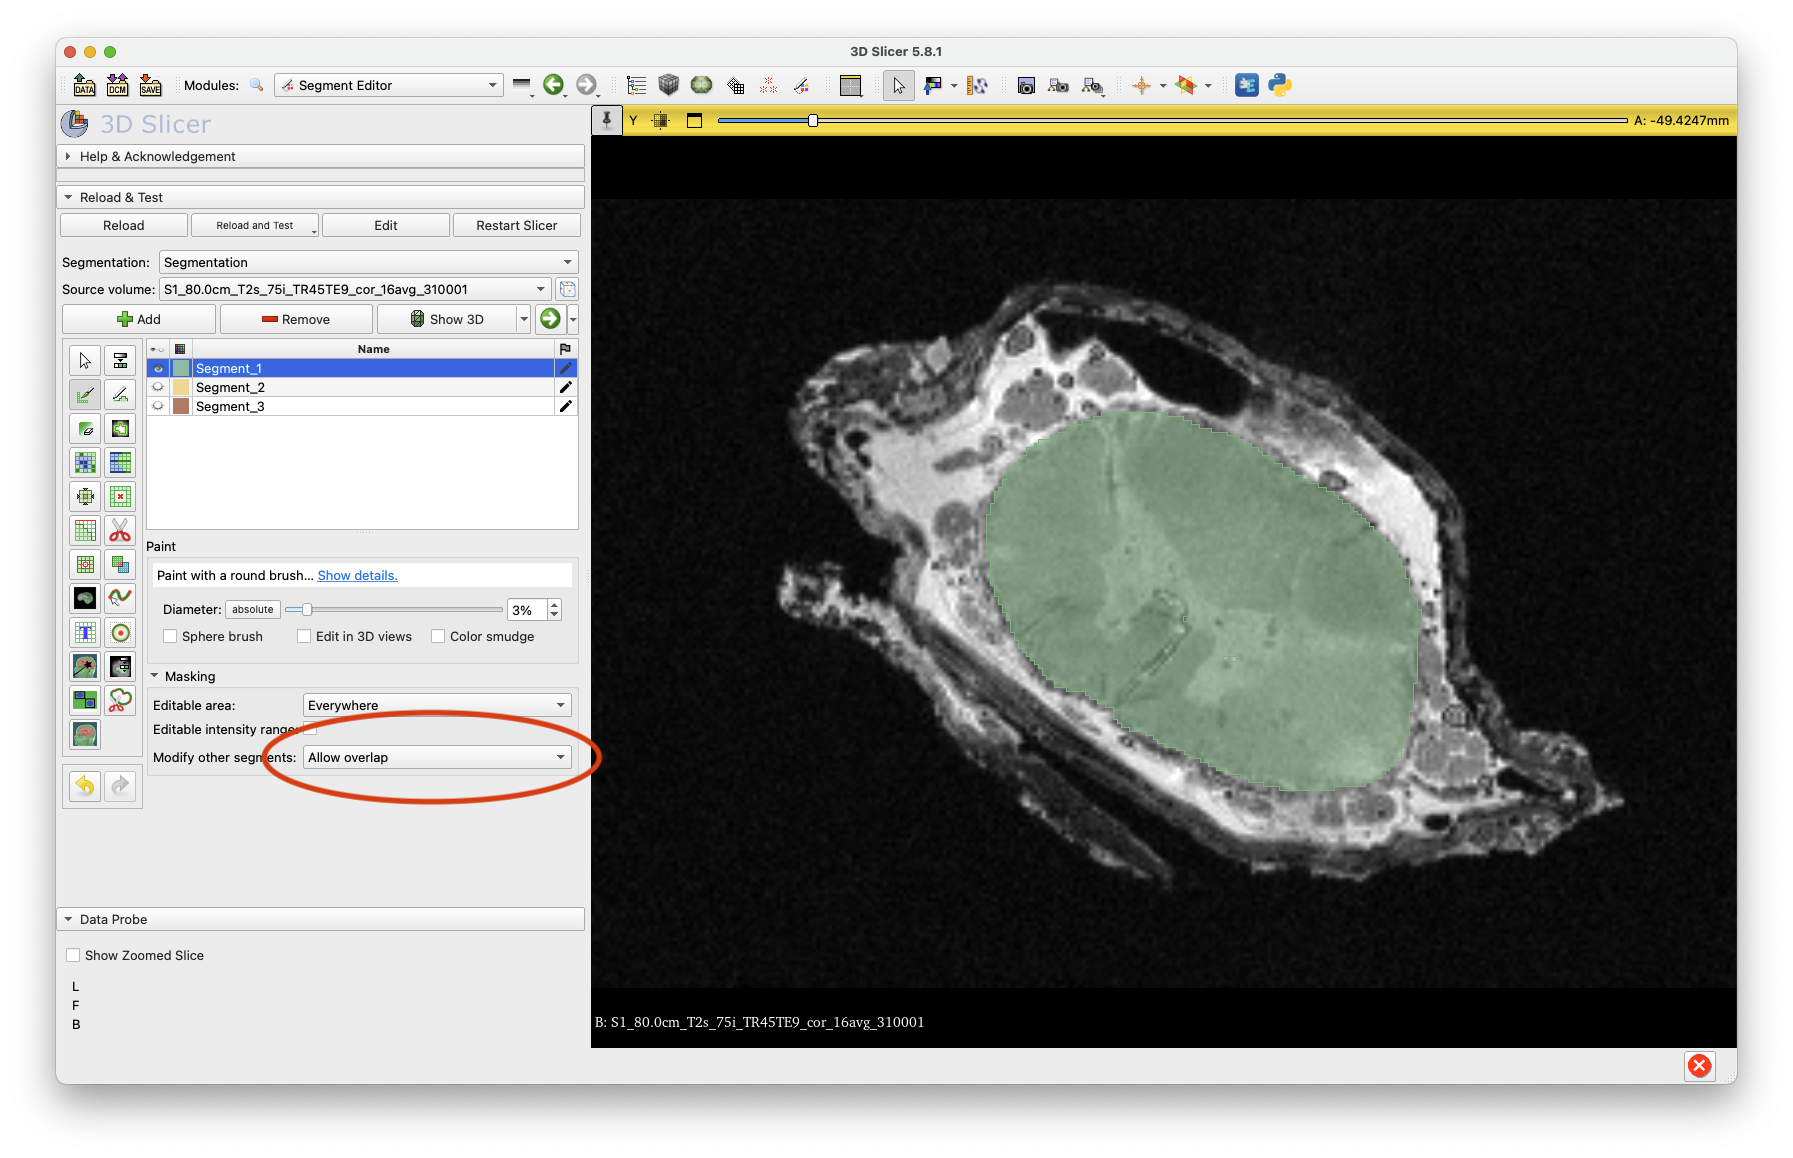 3D Slicer 5.8.1
DATA
DCM
SAVE
Modules:
Segment Editor
3D Slicer
Y
A: -49.4247mm
Help & Acknowledgement
Reload & Test
Reload
Reload and Test
Edit
Restart Slicer
Segmentation:
Segmentation
Source volume:
S1_80.0cm_T2s_75i_TR45TE9_cor_16avg_310001
Add
Remove
Show 3D
Name
Segment_1
Segment_2
Segment_3
Paint
Paint with a round brush... Show details.
Diameter:
absolute
3%
Sphere brush
Edit in 3D views
Color smudge
Masking
Editable area:
Everywhere
Editable intensity range:
Modify other segments:
Allow overlap
Data Probe
Show Zoomed Slice
L
F
B
B: S1_80.0cm_T2s_75i_TR45TE9_cor_16avg_310001